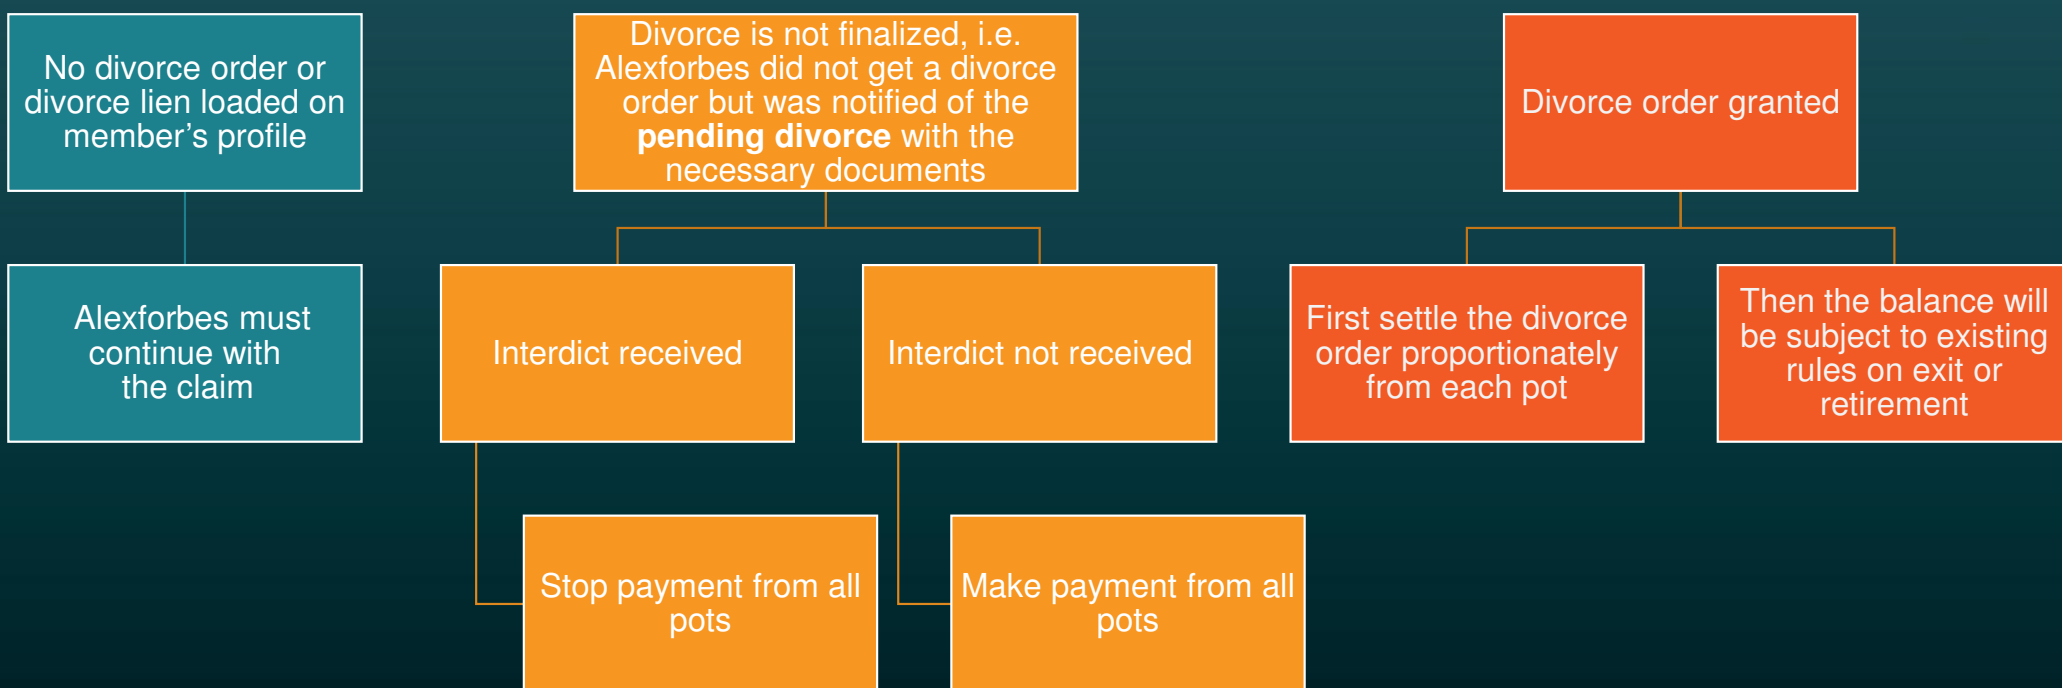 No divorce order or
divorce lien loaded on
member’s profile
Alexforbes must
continue with
the claim
Divorce is not finalized, i.e.
Alexforbes did not get a divorce
order but was notified of the
pending divorce with the
necessary documents
Interdict received
Stop payment from all
pots
Interdict not received
Make payment from all
pots
Divorce order granted
First settle the divorce
order proportionately
from each pot
Then the balance will
be subject to existing
rules on exit or
retirement